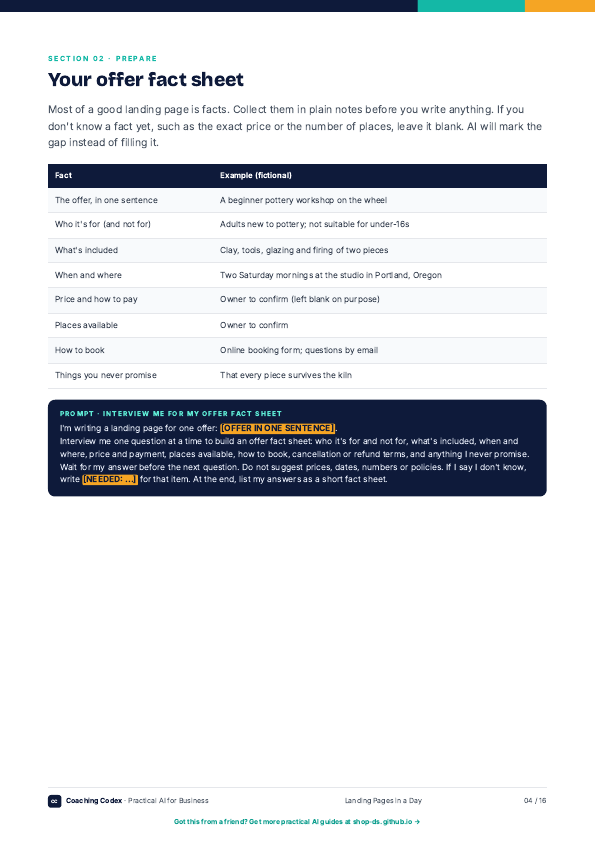 SECTION 02 · PREPARE
Your offer fact sheet
Most of a good landing page is facts. Collect them in plain notes before you write anything. If you
don't know a fact yet, such as the exact price or the number of places, leave it blank. AI will mark the
gap instead of filling it.
Fact Example (fictional)
The offer, in one sentence A beginner pottery workshop on the wheel
Who it's for (and not for) Adults new to pottery; not suitable for under-16s
What's included Clay, tools, glazing and firing of two pieces
When and where Two Saturday mornings at the studio in Portland, Oregon
Price and how to pay Owner to confirm (left blank on purpose)
Places available Owner to confirm
How to book Online booking form; questions by email
Things you never promise That every piece survives the kiln
PROMPT · INTERVIEW ME FOR MY OFFER FACT SHEET
I'm writing a landing page for one offer: [OFFER IN ONE SENTENCE].
Interview me one question at a time to build an offer fact sheet: who it's for and not for, what's included, when and
where, price and payment, places available, how to book, cancellation or refund terms, and anything I never promise.
Wait for my answer before the next question. Do not suggest prices, dates, numbers or policies. If I say I don't know,
write [NEEDED: ...] for that item. At the end, list my answers as a short fact sheet.
cc Coaching Codex · Practical AI for Business Landing Pages in a Day 04 / 16
Got this from a friend? Get more practical AI guides at shop-ds.github.io →